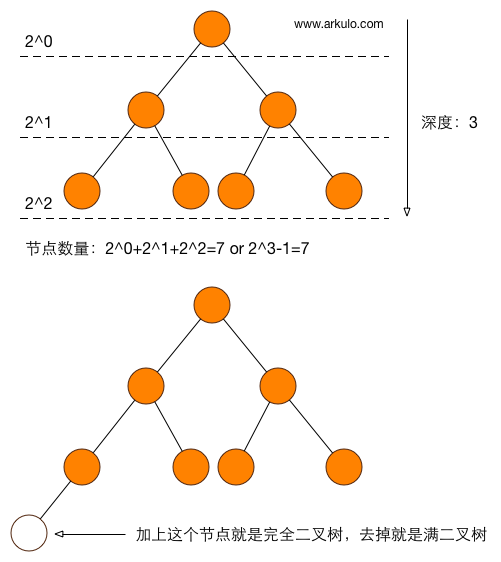 www.arkulo.com
2^0
2^1
深度：3
2^2
节点数量：2^0+2^1+2^2=7 or 2^3-1=7
加上这个节点就是完全二叉树，去掉就是满二叉树